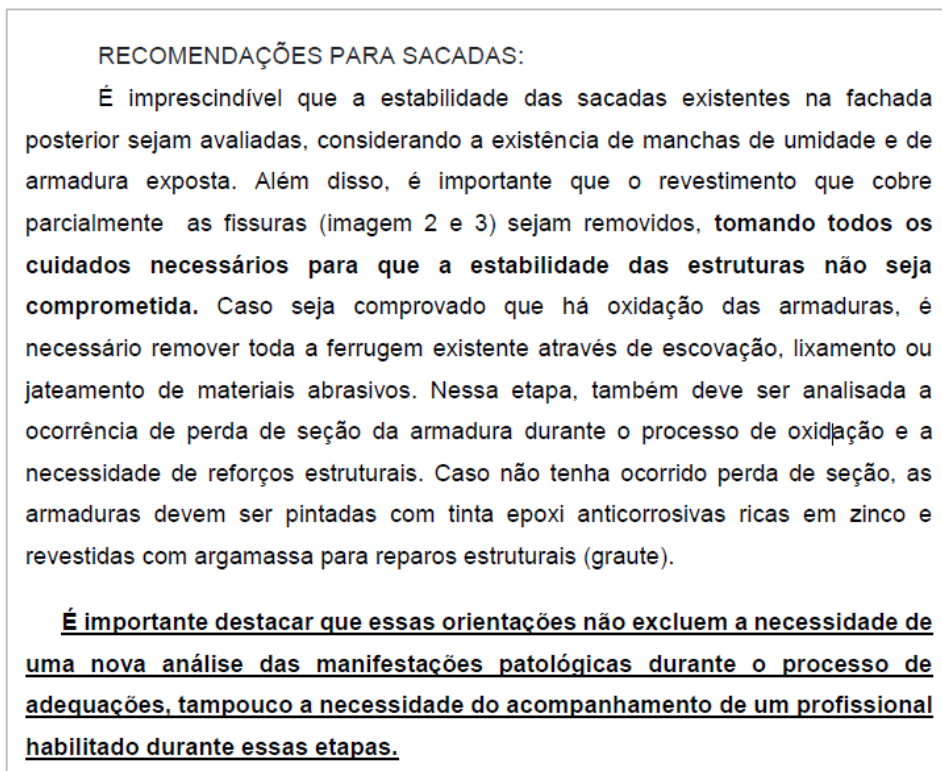 RECOMENDAÇÕES PARA SACADAS:
É imprescindível que a estabilidade das sacadas existentes na fachada
posterior sejam avaliadas, considerando a existência de manchas de umidade e de
armadura exposta. Além disso, é importante que o revestimento que cobre
parcialmente as fissuras (imagem 2 e 3) sejam removidos, tomando todos os
cuidados necessários para que a estabilidade das estruturas não seja
comprometida. Caso seja comprovado que há oxidação das armaduras, é
necessário remover toda a ferrugem existente através de escovação, lixamento ou
jateamento de materiais abrasivos. Nessa etapa, também deve ser analisada a
ocorrência de perda de seção da armadura durante o processo de oxidação e a
necessidade de reforços estruturais. Caso não tenha ocorrido perda de seção, as
armaduras devem ser pintadas com tinta epoxi anticorrosivas ricas em zinco e
revestidas com argamassa para reparos estruturais (graute).
É importante destacar que essas orientações não excluem a necessidade de
uma nova análise das manifestações patológicas durante o processo de
adequações, tampouco a necessidade do acompanhamento de um profissional
habilitado durante essas etapas.